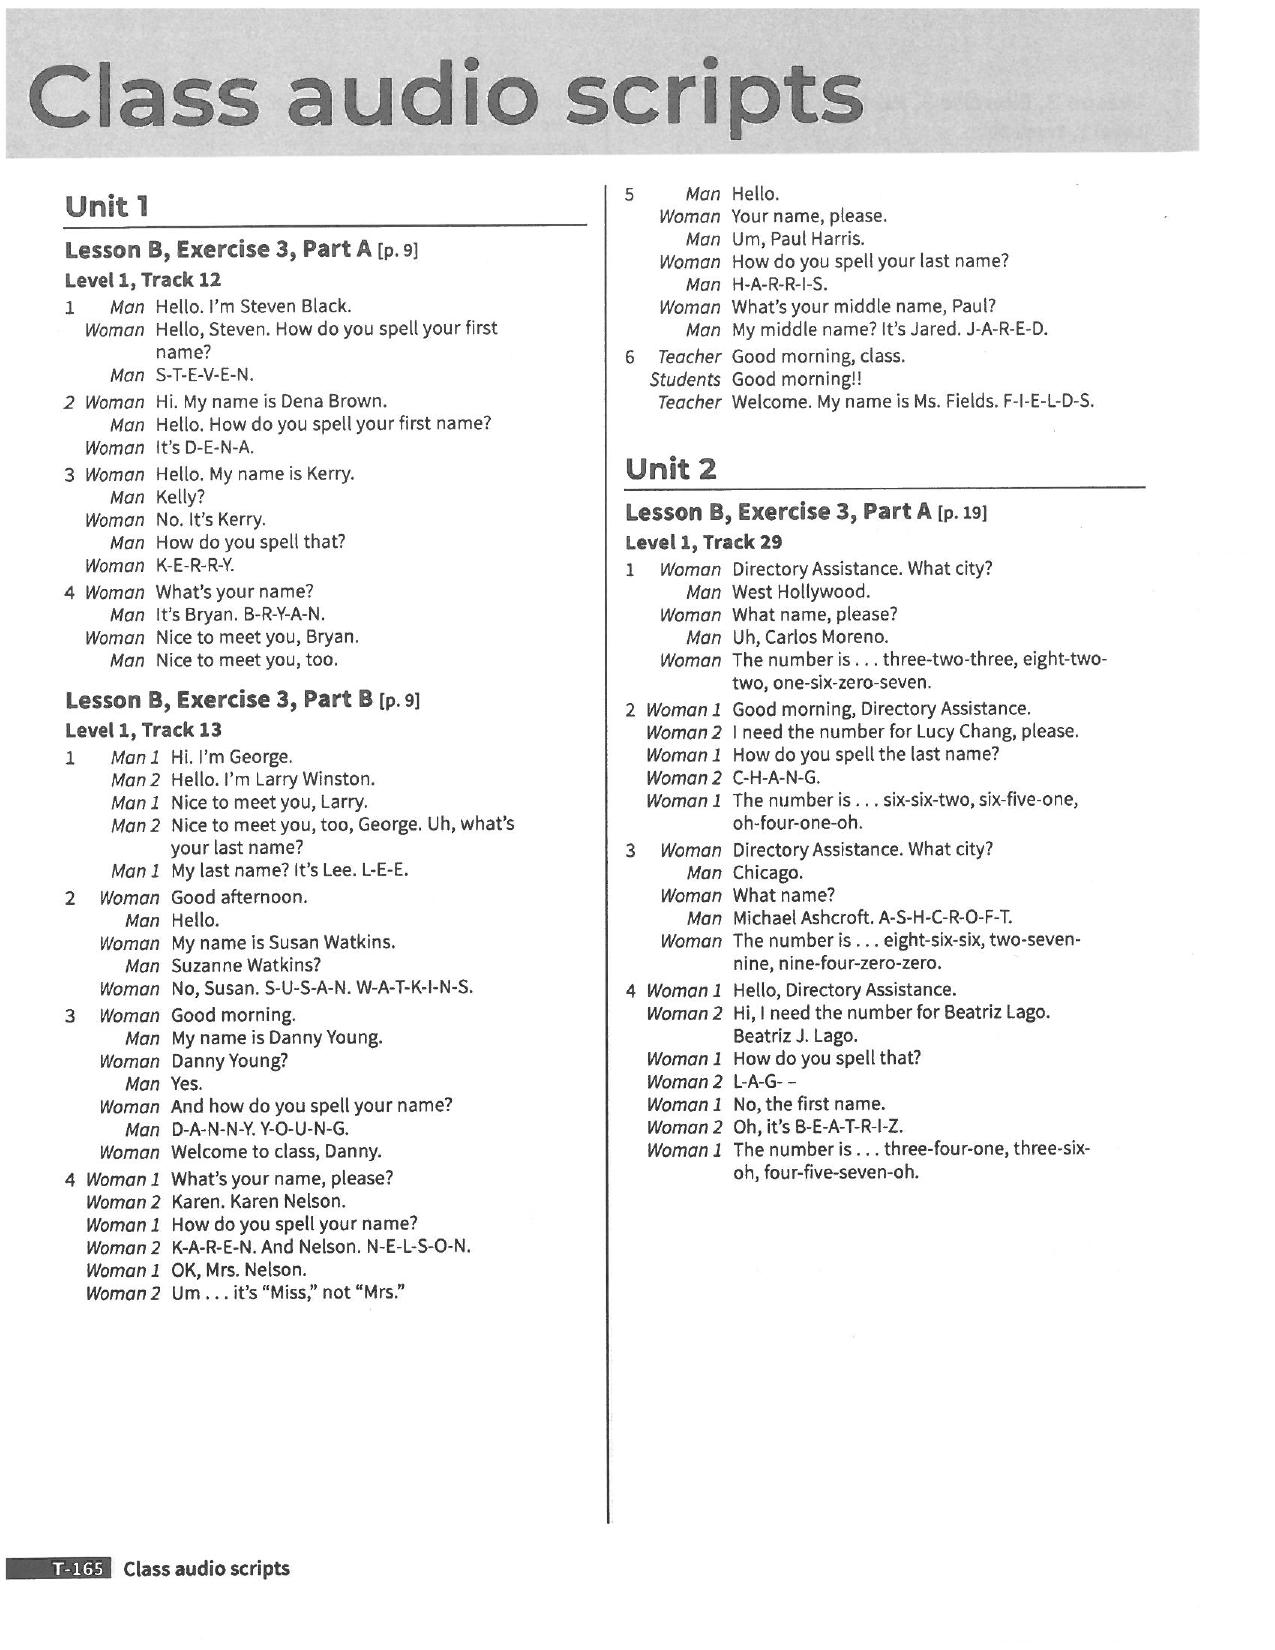 Class audio scripts
Unit 1
Lesson B, Exercise 3, Part A [p. 9]
Level 1, Track 12
1 Man Hello. I'm Steven Black.
Woman Hello, Steven. How do you spell your first
name?
Man S-T-E-V-E-N.
2 Woman Hi. My name is Dena Brown.
Man Hello. How do you spell your first name?
Woman It's D-E-N-A.
3 Woman Hello. My name is Kerry.
Man Kelly?
Woman No. It's Kerry.
Man How do you spell that?
Woman K-E-R-R-Y.
4 Woman What's your name?
Man It's Bryan. B-R-Y-A-N.
Woman Nice to meet you, Bryan.
Man Nice to meet you, too.
Lesson B, Exercise 3, Part B [p. 9]
Level 1, Track 13
1 Man 1 Hi. I'm George.
Man 2 Hello. I'm Larry Winston.
Man 1 Nice to meet you, Larry.
Man 2 Nice to meet you, too, George. Uh, what's
your last name?
Man 1 My last name? It's Lee. L-E-E.
2 Woman Good afternoon.
Man Hello.
Woman My name is Susan Watkins.
Man Suzanne Watkins?
Woman No, Susan. S-U-S-A-N. W-A-T-K-I-N-S.
3 Woman Good morning.
Man My name is Danny Young.
Woman Danny Young?
Man Yes.
Woman And how do you spell your name?
Man D-A-N-N-Y. Y-O-U-N-G.
Woman Welcome to class, Danny.
4 Woman 1 What's your name, please?
Woman 2 Karen. Karen Nelson.
Woman 1 How do you spell your name?
Woman 2 K-A-R-E-N. And Nelson. N-E-L-S-O-N.
Woman 1 OK, Mrs. Nelson.
Woman 2 Um . . . it's "Miss," not "Mrs."
5 Man Hello.
Woman Your name, please.
Man Um, Paul Harris.
Woman How do you spell your last name?
Man H-A-R-R-I-S.
Woman What's your middle name, Paul?
Man My middle name? It's Jared. J-A-R-E-D.
6 Teacher Good morning, class.
Students Good morning!!
Teacher Welcome. My name is Ms. Fields. F-I-E-L-D-S.
Unit 2
Lesson B, Exercise 3, Part A [p. 19]
Level 1, Track 29
1 Woman Directory Assistance. What city?
Man West Hollywood.
Woman What name, please?
Man Uh, Carlos Moreno.
Woman The number is . . . three-two-three, eight-two-
two, one-six-zero-seven.
2 Woman 1 Good morning, Directory Assistance.
Woman 2 I need the number for Lucy Chang, please.
Woman 1 How do you spell the last name?
Woman 2 C-H-A-N-G.
Woman 1 The number is . . . six-six-two, six-five-one,
oh-four-one-oh.
3 Woman Directory Assistance. What city?
Man Chicago.
Woman What name?
Man Michael Ashcroft. A-S-H-C-R-O-F-T.
Woman The number is . . . eight-six-six, two-seven-
nine, nine-four-zero-zero.
4 Woman 1 Hello, Directory Assistance.
Woman 2 Hi, I need the number for Beatriz Lago.
Beatriz J. Lago.
Woman 1 How do you spell that?
Woman 2 L-A-G- –
Woman 1 No, the first name.
Woman 2 Oh, it's B-E-A-T-R-I-Z.
Woman 1 The number is . . . three-four-one, three-six-
oh, four-five-seven-oh.
T-165 Class audio scripts